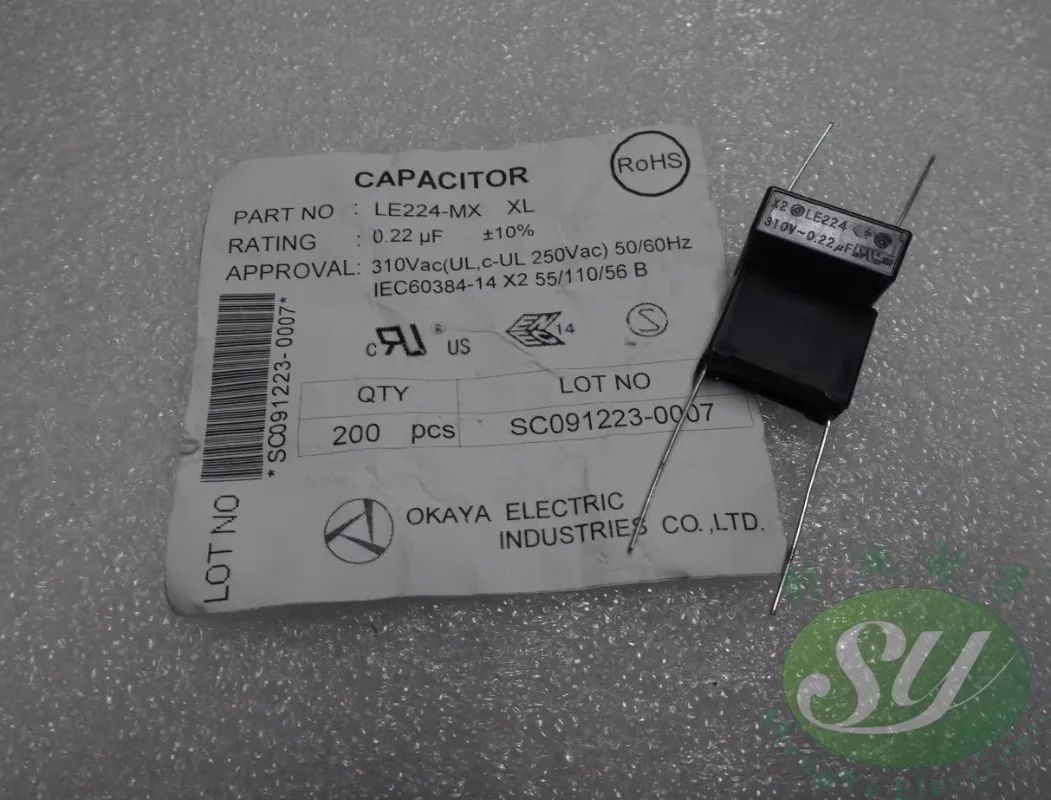 CAPACITOR
RoHS
PART NO : LE224-MX XL
RATING : 0.22 µF ±10%
APPROVAL: 310Vac(UL,c-UL 250Vac) 50/60Hz
IEC60384-14 X2 55/110/56 B
c US ®
14
S
QTY LOT NO
200 pcs SC091223-0007
OKAYA ELECTRIC
INDUSTRIES CO.,LTD.
LOT NO
*SC091223-0007*
X2 LE224
310V~0.22µF
SY